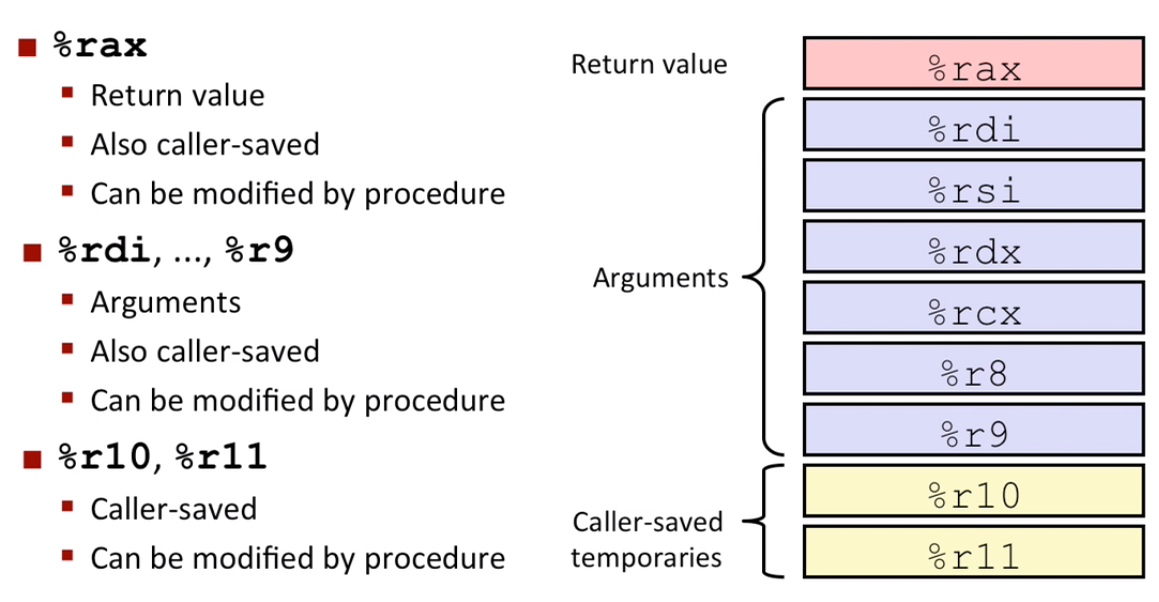 %rax
Return value
Also caller-saved
Can be modified by procedure
%rdi, ..., %r9
Arguments
Also caller-saved
Can be modified by procedure
%r10, %r11
Caller-saved
Can be modified by procedure
Return value
%rax
Arguments
%rdi
%rsi
%rdx
%rcx
%r8
%r9
Caller-saved
temporaries
%r10
%r11